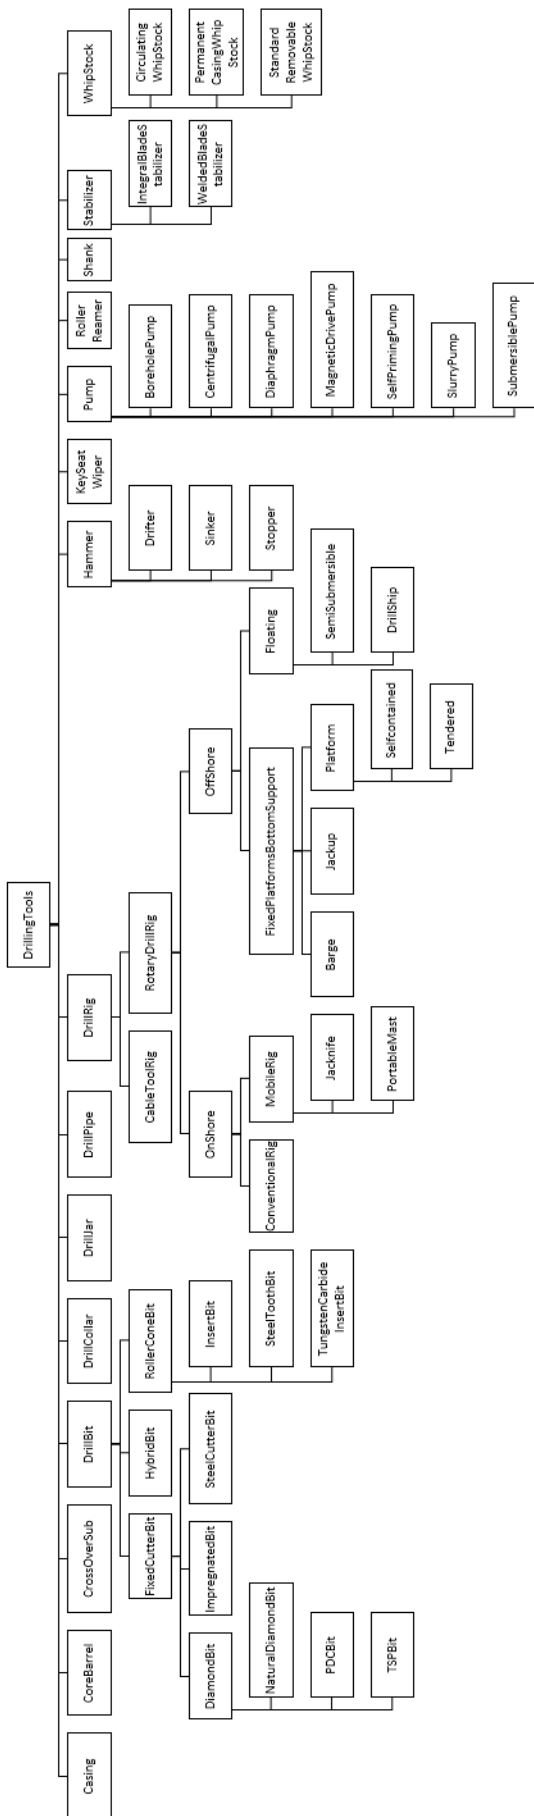 DrillingTools
Casing
CoreBarrel
CrossOverSub
DrillBit
DrillCollar
DrillJar
DrillPipe
DrillRig
Hammer
KeySeat
Wiper
Pump
Roller
Reamer
Shank
Stabilizer
WhipStock
FixedCutterBit
HybridBit
RollerConeBit
CableToolRig
RotaryDrillRig
Drifter
BoreholePump
IntegralBladeS
tabilizer
Circulating
WhipStock
DiamondBit
ImpregnatedBit
SteelCutterBit
InsertBit
OnShore
OffShore
Sinker
CentrifugalPump
WeldedBladeS
tabilizer
Permanent
CasingWhip
Stock
NaturalDiamondBit
SteelToothBit
ConventionalRig
MobileRig
FixedPlatformsBottomSupport
Floating
Stopper
DiaphragmPump
Standard
Removable
WhipStock
PDCBit
TungstenCarbide
InsertBit
Jacknife
Barge
Jackup
Platform
SemiSubmersible
MagneticDrivePump
TSPBit
PortableMast
Selfcontained
DrillShip
SelfPrimingPump
Tendered
SlurryPump
SubmersiblePump